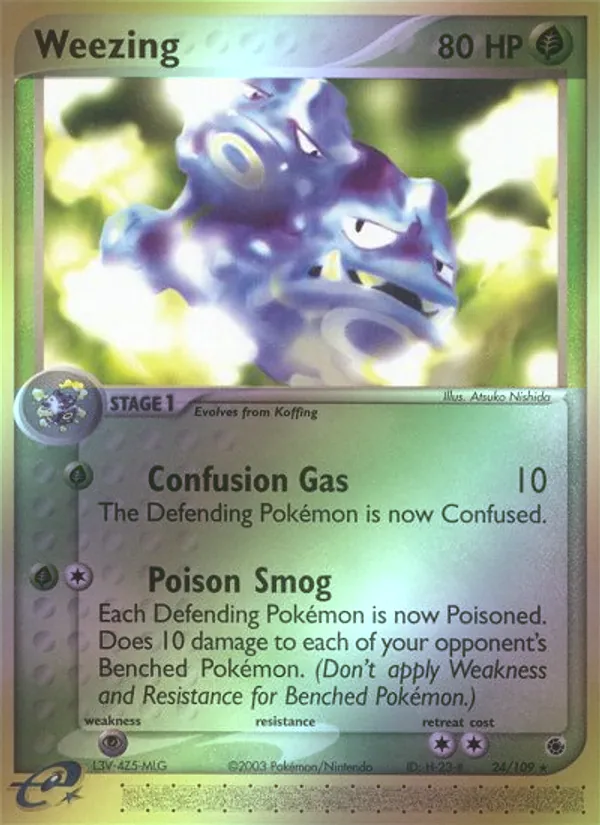 Weezing 80 HP
Illus. Atsuko Nishida
STAGE 1 Evolves from Koffing
Confusion Gas 10
The Defending Pokémon is now Confused.
Poison Smog
Each Defending Pokémon is now Poisoned.
Does 10 damage to each of your opponent's
Benched Pokémon. (Don't apply Weakness
and Resistance for Benched Pokémon.)
weakness resistance retreat cost
L3V-4Z5-MLG ©2003 Pokémon/Nintendo ID: H-23-# 24/109 ★
e